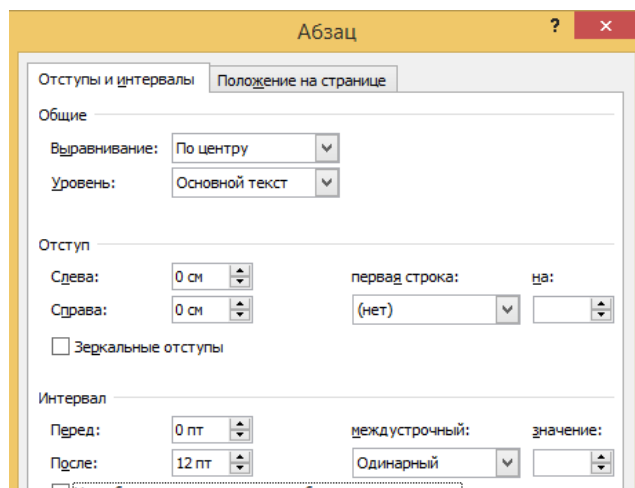 Абзац ? ×
Отступы и интервалы Положение на странице
Общие
Выравнивание: По центру
Уровень: Основной текст
Отступ
Слева: 0 см первая строка: на:
Справа: 0 см (нет)
Зеркальные отступы
Интервал
Перед: 0 пт междустрочный: значение:
После: 12 пт Одинарный